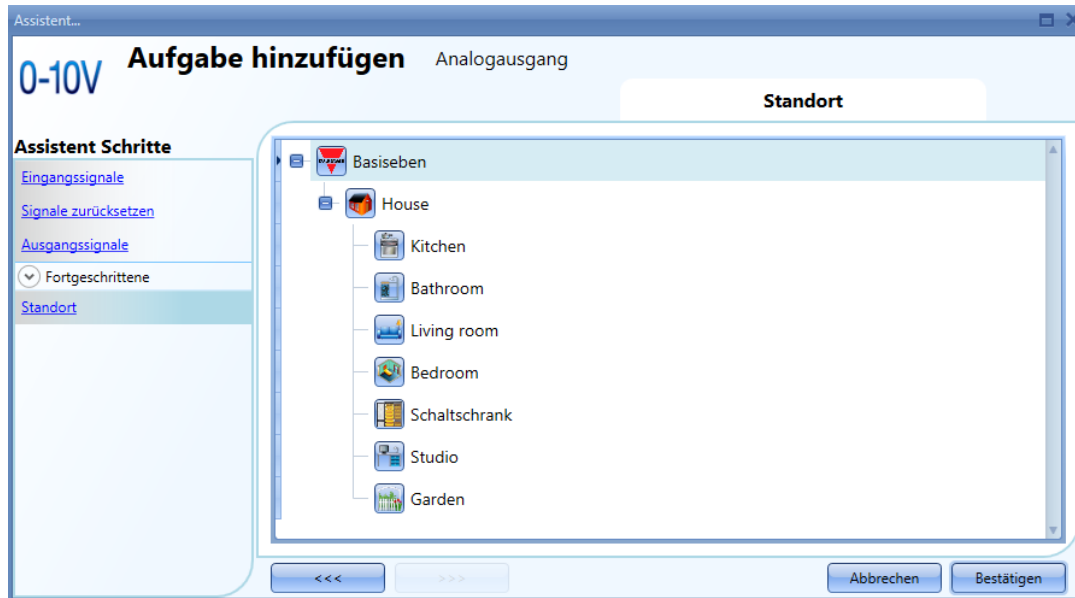 Assistent...
0-10V
Aufgabe hinzufügen Analogausgang
Standort
Assistent Schritte
Eingangssignale
Signale zurücksetzen
Ausgangssignale
Fortgeschrittene
Standort
Basiseben
House
Kitchen
Bathroom
Living room
Bedroom
Schaltschrank
Studio
Garden
<<< >>> Abbrechen Bestätigen